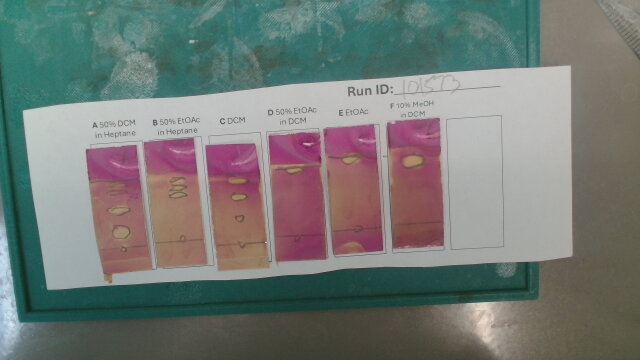 Run ID:
A 50% DCM
in Heptane
B 50% EtOAc
in Heptane
C DCM
D 50% EtOAc
in DCM
E EtOAc
F 10% MeOH
in DCM